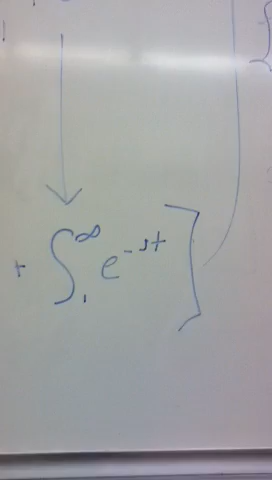 + ∫₁^∞ e^{-st} ]